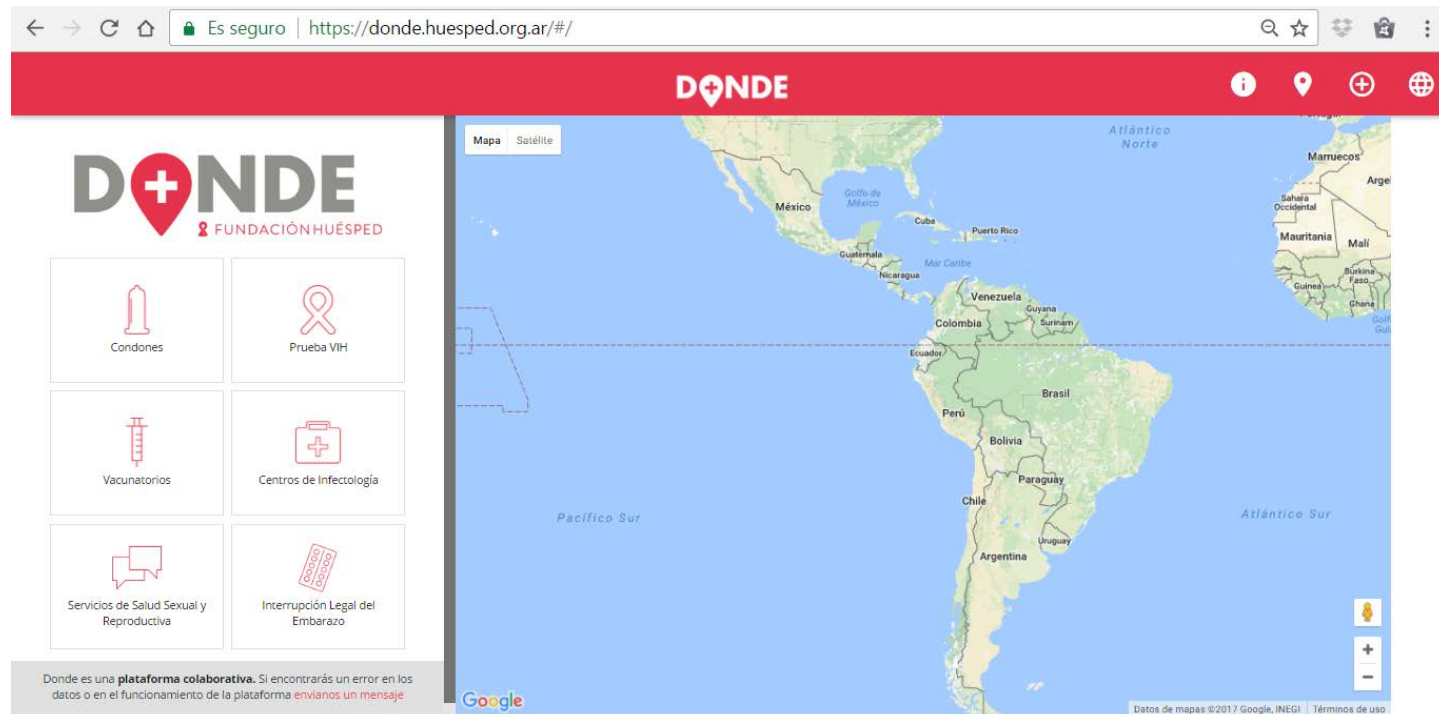 Es seguro | https://donde.huesped.org.ar/#/
DONDE
DONDE
FUNDACIÓN HUÉSPED
Condones
Prueba VIH
Vacunatorios
Centros de Infectología
Servicios de Salud Sexual y
Reproductiva
Interrupción Legal del
Embarazo
Donde es una plataforma colaborativa. Si encontrarás un error en los
datos o en el funcionamiento de la plataforma envianos un mensaje
Mapa Satélite
Atlántico
Norte
Marruecos
Golfo de
México
México
Sahara
Occidental
Cuba
Puerto Rico
Mauritania
Malí
Guatemala
Mar Caribe
Nicaragua
Burkina
Faso
Guinea
Ghana
Venezuela
Guyana
Colombia
Surinam
Ecuador
Brasil
Perú
Bolivia
Paraguay
Chile
Pacífico Sur
Atlántico Sur
Uruguay
Argentina
Google
Datos de mapas ©2017 Google, INEGI
Términos de uso